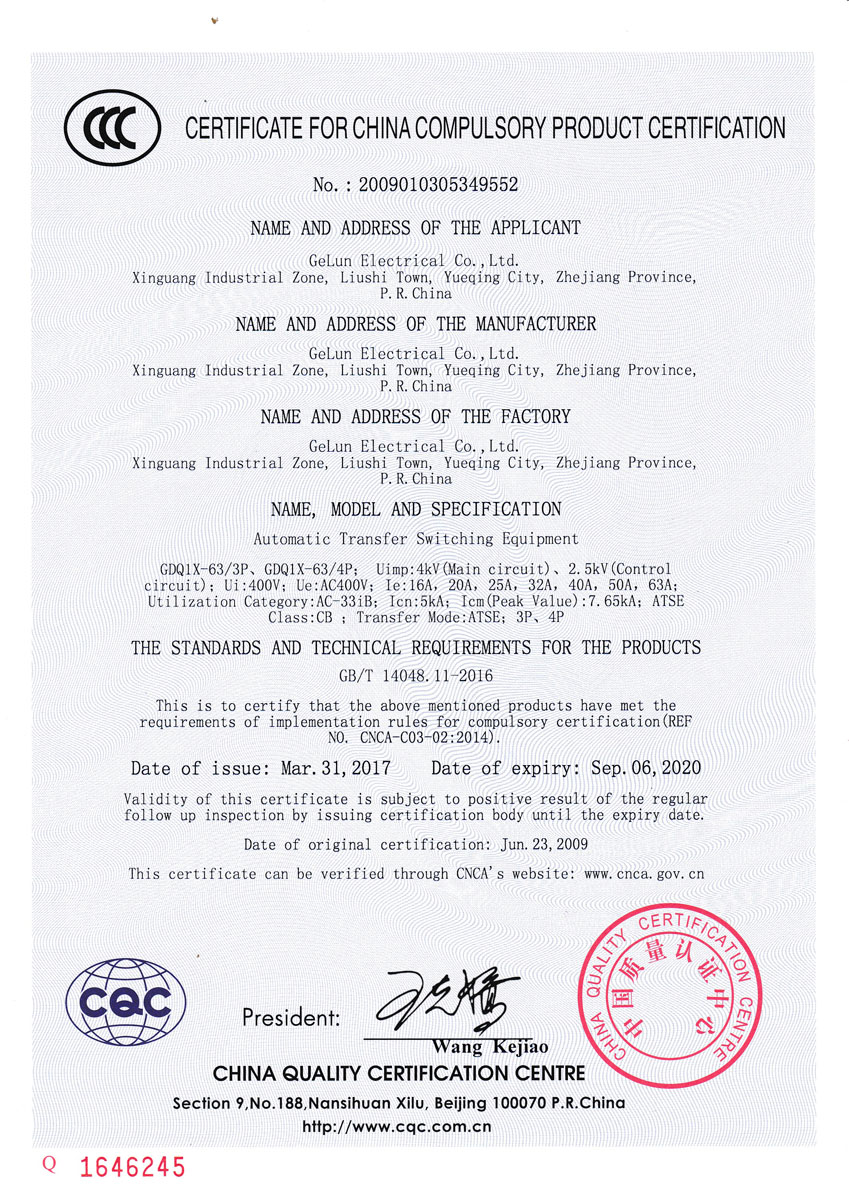 CCC
CERTIFICATE FOR CHINA COMPULSORY PRODUCT CERTIFICATION
No.: 2009010305349552
NAME AND ADDRESS OF THE APPLICANT
GeLun Electrical Co.,Ltd.
Xinguang Industrial Zone, Liushi Town, Yueqing City, Zhejiang Province,
P.R.China
NAME AND ADDRESS OF THE MANUFACTURER
GeLun Electrical Co.,Ltd.
Xinguang Industrial Zone, Liushi Town, Yueqing City, Zhejiang Province,
P.R.China
NAME AND ADDRESS OF THE FACTORY
GeLun Electrical Co.,Ltd.
Xinguang Industrial Zone, Liushi Town, Yueqing City, Zhejiang Province,
P.R.China
NAME, MODEL AND SPECIFICATION
Automatic Transfer Switching Equipment
GDQ1X-63/3P、GDQ1X-63/4P; Uimp:4kV(Main circuit)、2.5kV(Control
circuit); Ui:400V; Ue:AC400V; Ie:16A, 20A, 25A, 32A, 40A, 50A, 63A;
Utilization Category:AC-33iB; Icn:5kA; Icm(Peak Value):7.65kA; ATSE
Class:CB ; Transfer Mode:ATSE; 3P、4P
THE STANDARDS AND TECHNICAL REQUIREMENTS FOR THE PRODUCTS
GB/T 14048.11-2016
This is to certify that the above mentioned products have met the
requirements of implementation rules for compulsory certification(REF
NO. CNCA-C03-02:2014).
Date of issue: Mar.31,2017 Date of expiry: Sep.06,2020
Validity of this certificate is subject to positive result of the regular
follow up inspection by issuing certification body until the expiry date.
Date of original certification: Jun.23,2009
This certificate can be verified through CNCA's website: www.cnca.gov.cn
CHINA QUALITY CERTIFICATION CENTRE
中国质量认证中心
CQC
President: 王克娇
Wang Kejiao
CHINA QUALITY CERTIFICATION CENTRE
Section 9,No.188,Nansihuan Xilu, Beijing 100070 P.R.China
http://www.cqc.com.cn
Q 1646245